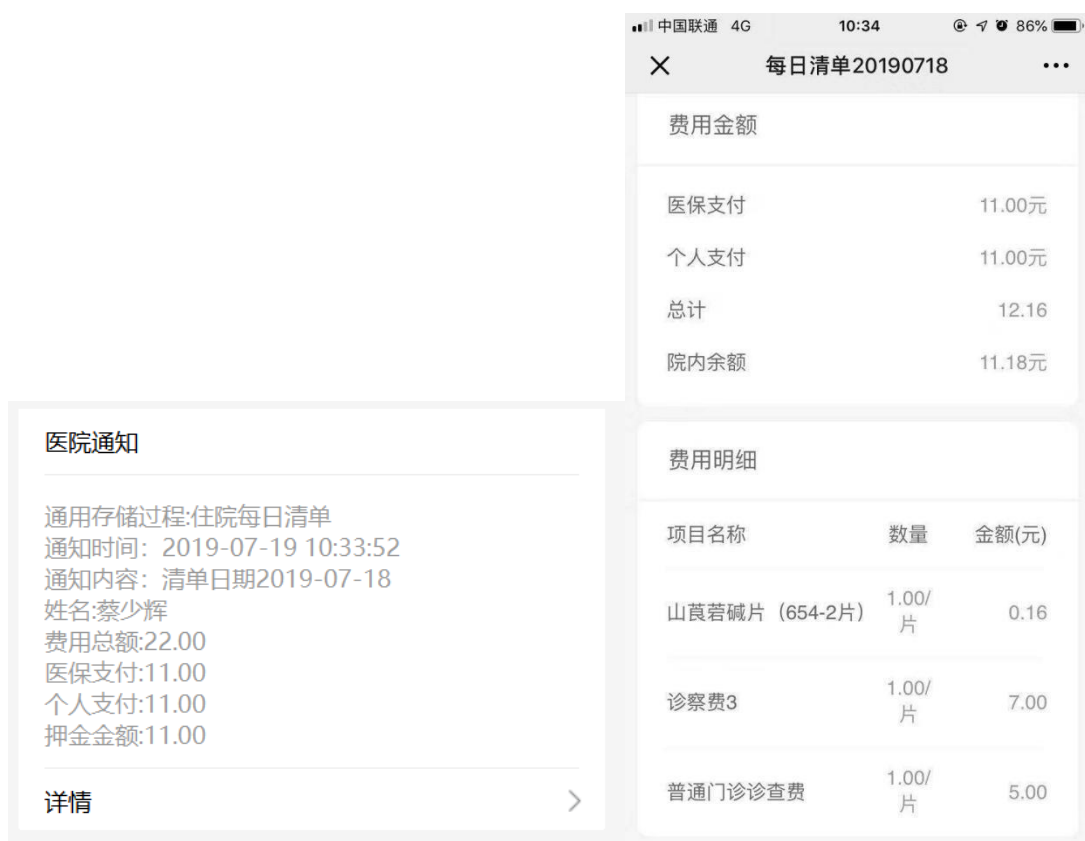 医院通知
通用存储过程:住院每日清单
通知时间：2019-07-19 10:33:52
通知内容：清单日期2019-07-18
姓名:蔡少辉
费用总额:22.00
医保支付:11.00
个人支付:11.00
押金金额:11.00
详情
中国联通 4G 10:34 86%
每日清单20190718
费用金额
医保支付 11.00元
个人支付 11.00元
总计 12.16
院内余额 11.18元
费用明细
项目名称 数量 金额(元)
山莨菪碱片（654-2片） 1.00/片 0.16
诊察费3 1.00/片 7.00
普通门诊诊查费 1.00/片 5.00